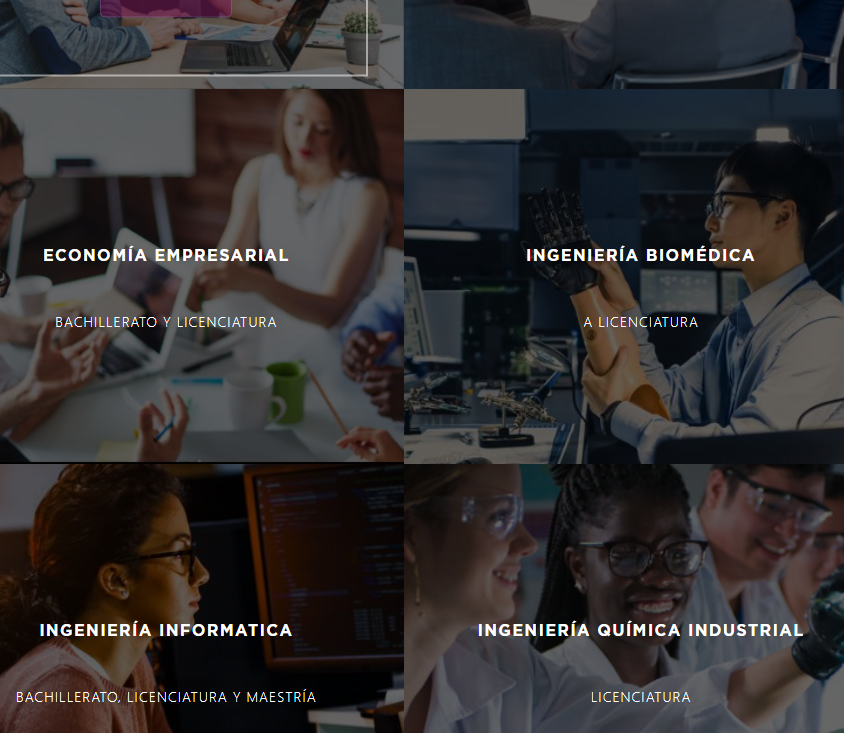 ECONOMÍA EMPRESARIAL
BACHILLERATO Y LICENCIATURA
INGENIERÍA BIOMÉDICA
A LICENCIATURA
INGENIERÍA INFORMATICA
BACHILLERATO, LICENCIATURA Y MAESTRÍA
INGENIERÍA QUÍMICA INDUSTRIAL
LICENCIATURA